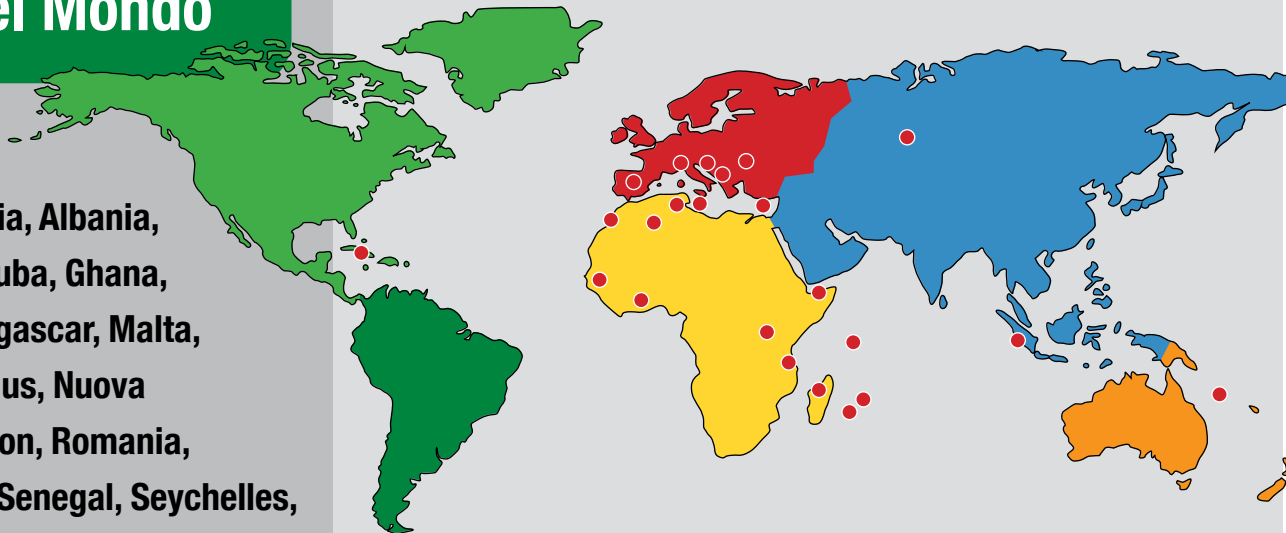 el Mondo
ia, Albania,
uba, Ghana,
gascar, Malta,
us, Nuova
on, Romania,
Senegal, Seychelles,